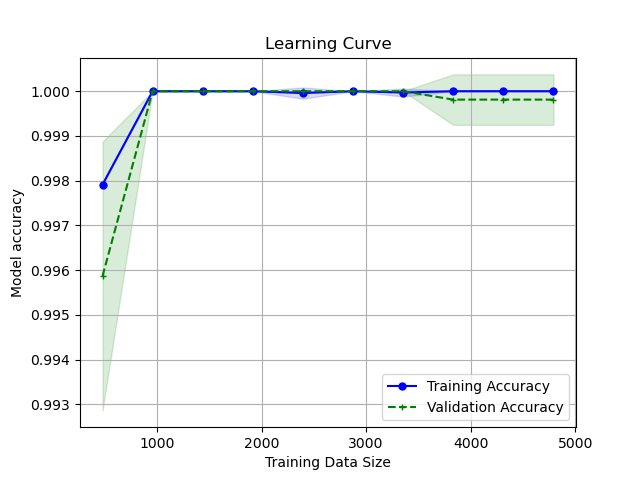 Learning Curve
Model accuracy
1.000
0.999
0.998
0.997
0.996
0.995
0.994
0.993
Training Accuracy
Validation Accuracy
1000 2000 3000 4000 5000
Training Data Size